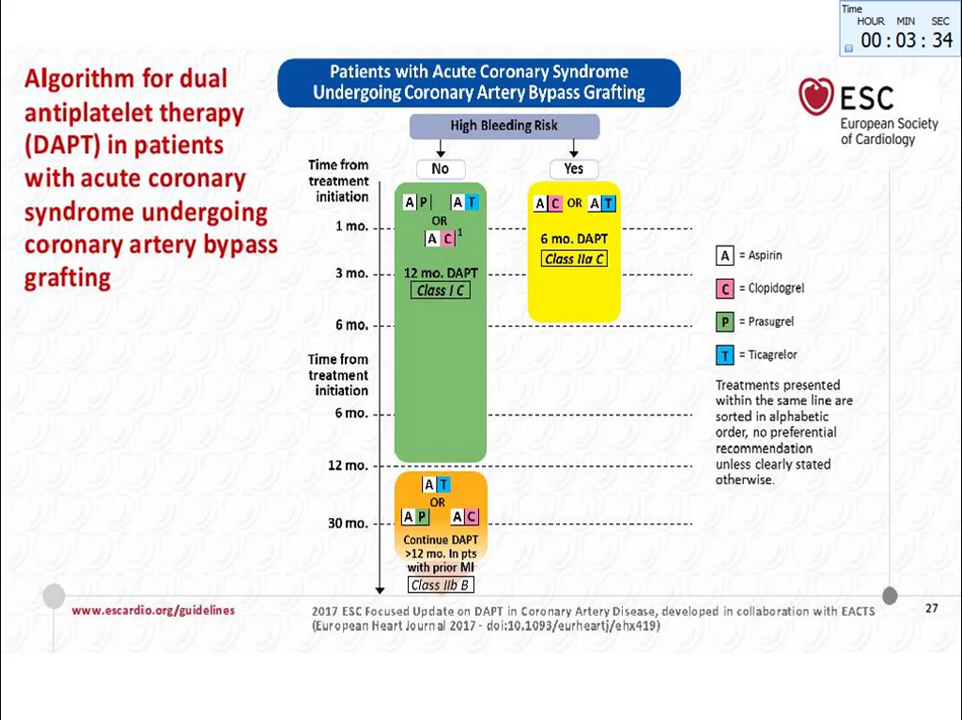 Time
HOUR MIN SEC
00:03:34
Algorithm for dual
antiplatelet therapy
(DAPT) in patients
with acute coronary
syndrome undergoing
coronary artery bypass
grafting
Patients with Acute Coronary Syndrome
Undergoing Coronary Artery Bypass Grafting
ESC
European Society
of Cardiology
High Bleeding Risk
No
Yes
Time from
treatment
initiation
1 mo.
3 mo.
6 mo.
Time from
treatment
initiation
6 mo.
12 mo.
30 mo.
A P A T
OR
A C 1
12 mo. DAPT
Class I C
A C OR A T
6 mo. DAPT
Class IIa C
A T
OR
A P A C
Continue DAPT
>12 mo. In pts
with prior MI
Class IIb B
A = Aspirin
C = Clopidogrel
P = Prasugrel
T = Ticagrelor
Treatments presented
within the same line are
sorted in alphabetic
order, no preferential
recommendation
unless clearly stated
otherwise.
www.escardio.org/guidelines
2017 ESC Focused Update on DAPT in Coronary Artery Disease, developed in collaboration with EACTS
(European Heart Journal 2017 - doi:10.1093/eurheartj/ehx419)
27